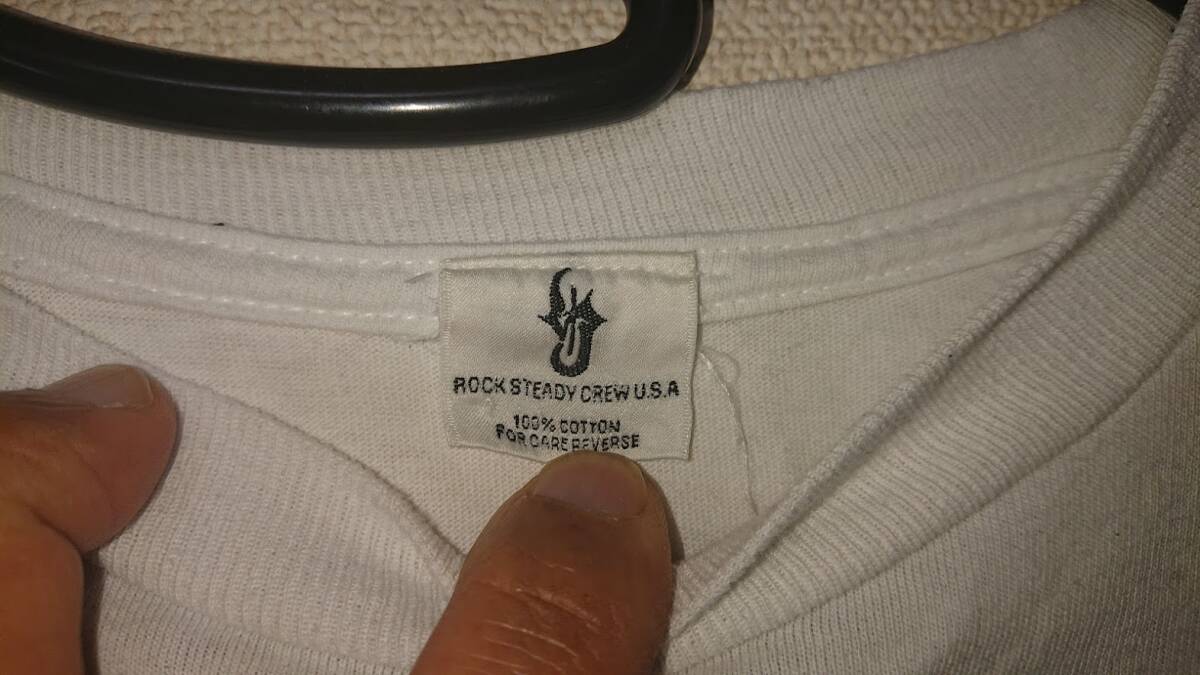 ROCK STEADY CREW U.S.A
100% COTTON
FOR CARE REVERSE